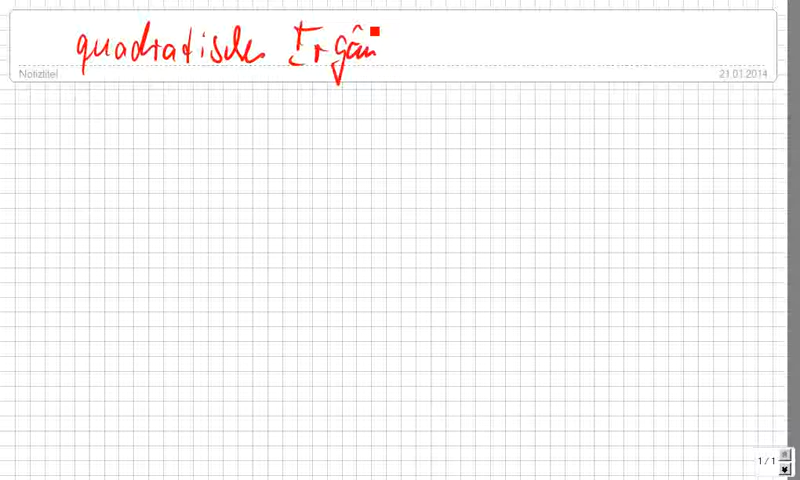 quadratische Ergän
Notiztitel
21.01.2014
1 / 1